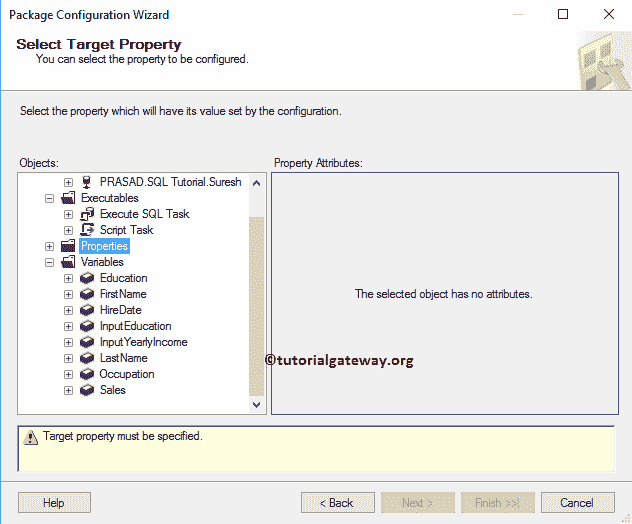 Package Configuration Wizard
Select Target Property
You can select the property to be configured.
Select the property which will have its value set by the configuration.
Objects:
Property Attributes:
PRASAD.SQL Tutorial.Suresh
Executables
Execute SQL Task
Script Task
Properties
Variables
Education
FirstName
HireDate
InputEducation
InputYearlyIncome
LastName
Occupation
Sales
The selected object has no attributes.
©tutorialgateway.org
Target property must be specified.
Help
< Back
Next >
Finish >>|
Cancel